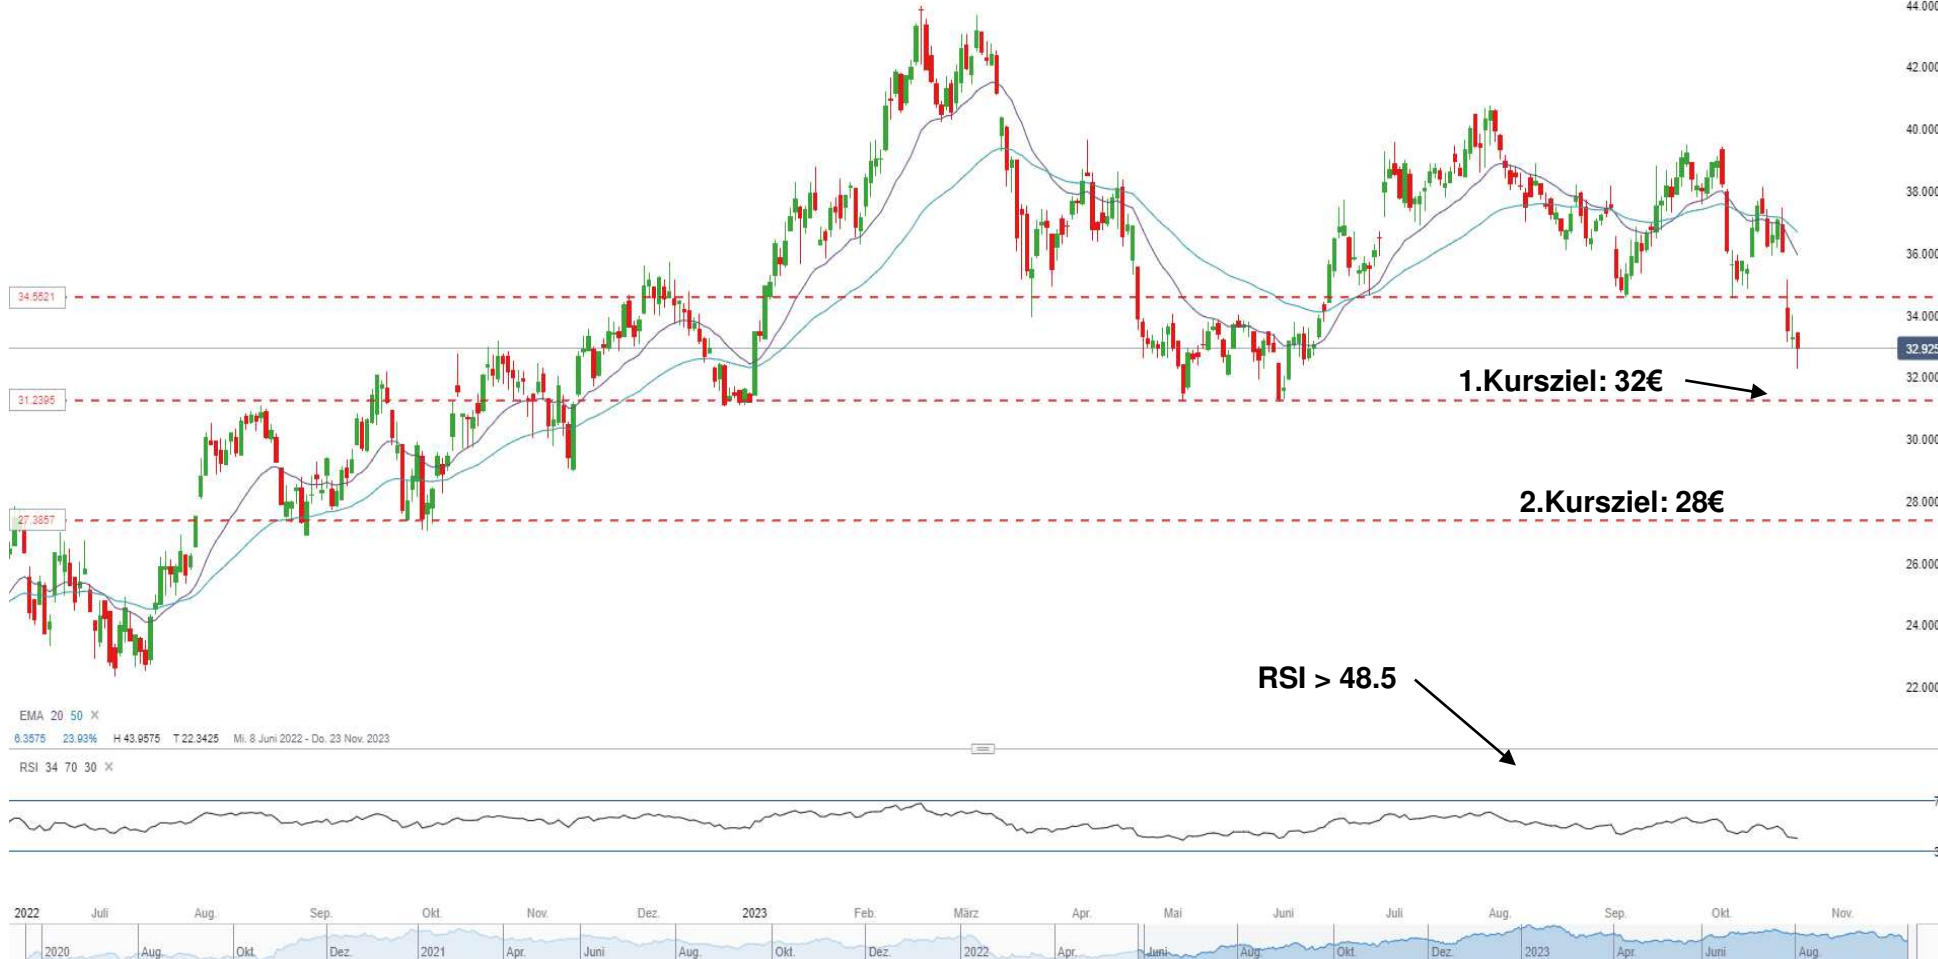 44.000
42.000
40.000
38.000
36.000
34.5521
34.000
32.925
1.Kursziel: 32€
32.000
31.2395
30.000
2.Kursziel: 28€
28.000
27.3857
26.000
24.000
RSI > 48.5
22.000
EMA 20 50 ×
6.3575 23.93% H 43.9575 T 22.3425 Mi. 8 Juni 2022 - Do. 23 Nov. 2023
RSI 34 70 30 ×
7
3
2022 Juli Aug. Sep. Okt. Nov. Dez. 2023 Feb. März Apr. Mai Juni Juli Aug. Sep. Okt. Nov.
2020 Aug. Okt. Dez. 2021 Apr. Juni Aug. Okt. Dez. 2022 Apr. Juni Aug. Okt. Dez. 2023 Apr. Juni Aug.